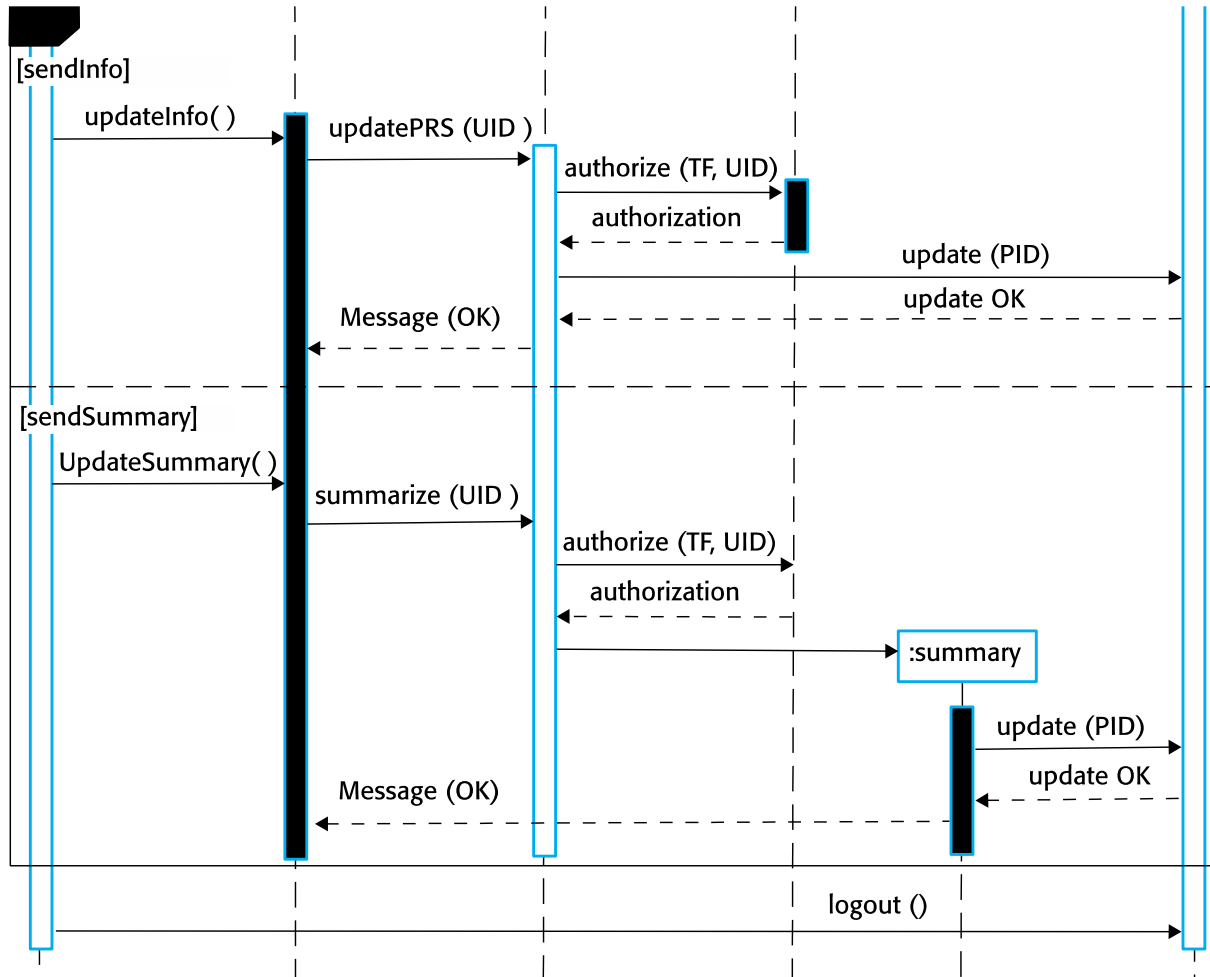 [sendInfo]
updateInfo( )
updatePRS (UID )
authorize (TF, UID)
authorization
update (PID)
update OK
Message (OK)
[sendSummary]
UpdateSummary( )
summarize (UID )
authorize (TF, UID)
authorization
:summary
update (PID)
update OK
Message (OK)
logout ()